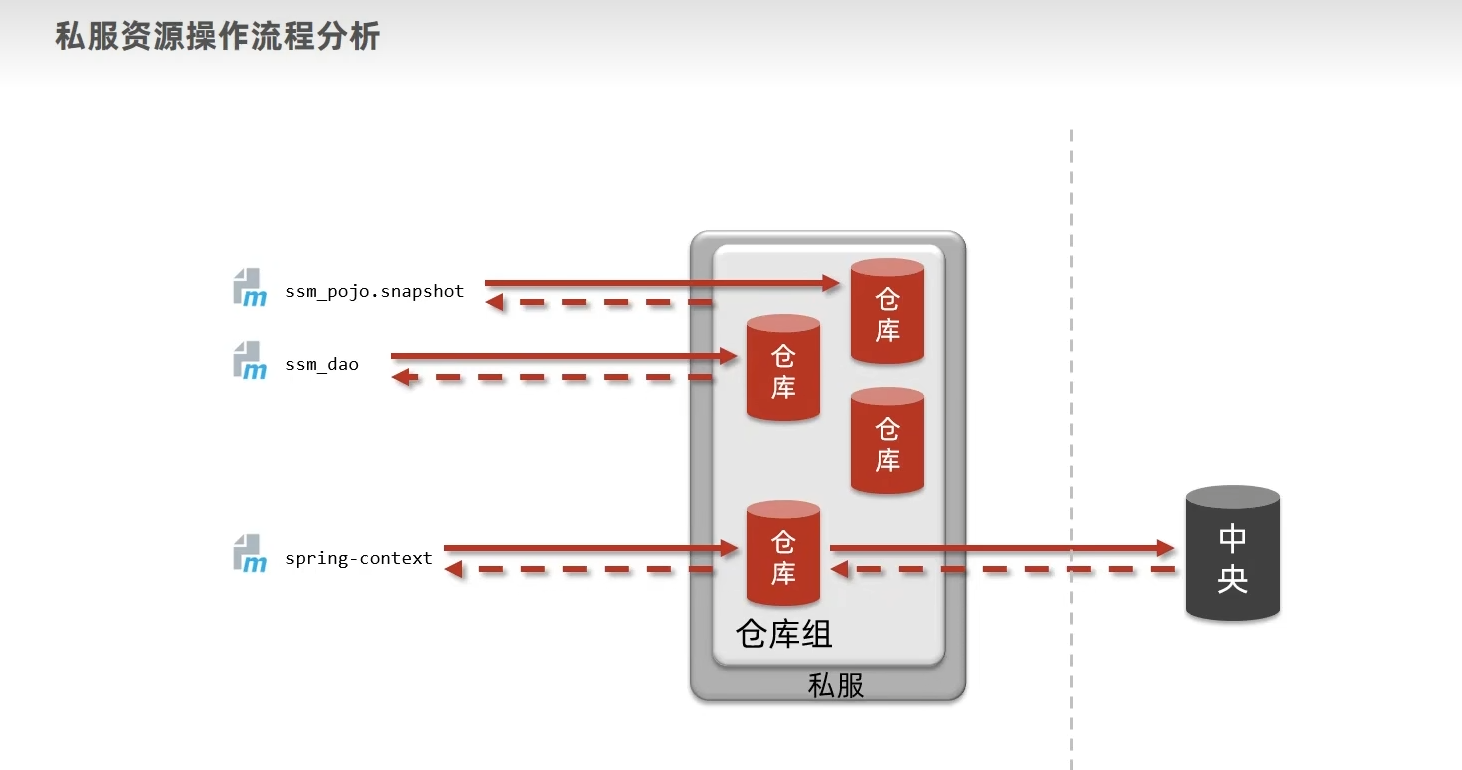 私服资源操作流程分析
ssm_pojo.snapshot
仓
库
ssm_dao
仓
库
仓
库
spring-context
仓
库
中
央
仓库组
私服